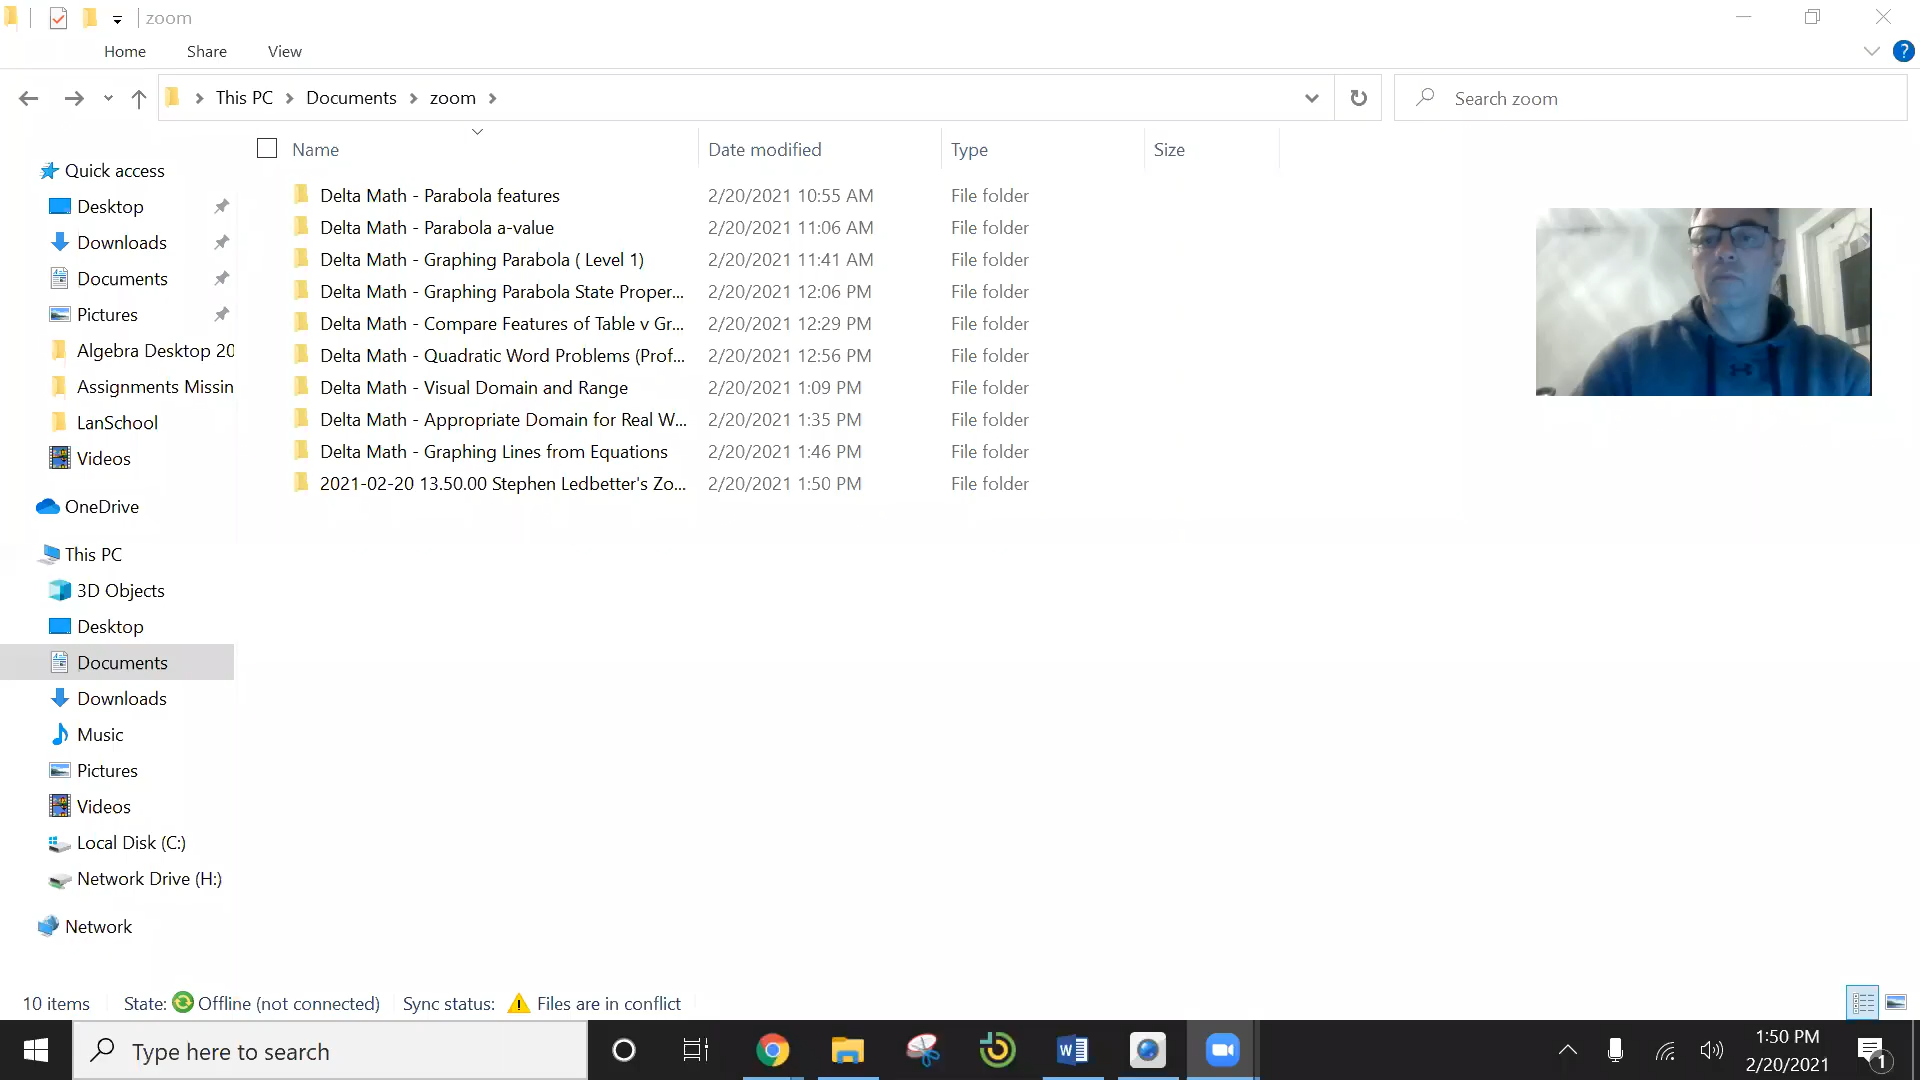 zoom
Home Share View
?
This PC Documents zoom
Search zoom
Name Date modified Type Size
Quick access
Desktop
Downloads
Documents
Pictures
Algebra Desktop 20
Assignments Missin
LanSchool
Videos
OneDrive
This PC
3D Objects
Desktop
Documents
Downloads
Music
Pictures
Videos
Local Disk (C:)
Network Drive (H:)
Network
Delta Math - Parabola features 2/20/2021 10:55 AM File folder
Delta Math - Parabola a-value 2/20/2021 11:06 AM File folder
Delta Math - Graphing Parabola ( Level 1) 2/20/2021 11:41 AM File folder
Delta Math - Graphing Parabola State Proper... 2/20/2021 12:06 PM File folder
Delta Math - Compare Features of Table v Gr... 2/20/2021 12:29 PM File folder
Delta Math - Quadratic Word Problems (Prof... 2/20/2021 12:56 PM File folder
Delta Math - Visual Domain and Range 2/20/2021 1:09 PM File folder
Delta Math - Appropriate Domain for Real W... 2/20/2021 1:35 PM File folder
Delta Math - Graphing Lines from Equations 2/20/2021 1:46 PM File folder
2021-02-20 13.50.00 Stephen Ledbetter's Zo... 2/20/2021 1:50 PM File folder
10 items State: Offline (not connected) Sync status: Files are in conflict
Type here to search
W
1:50 PM
2/20/2021
1